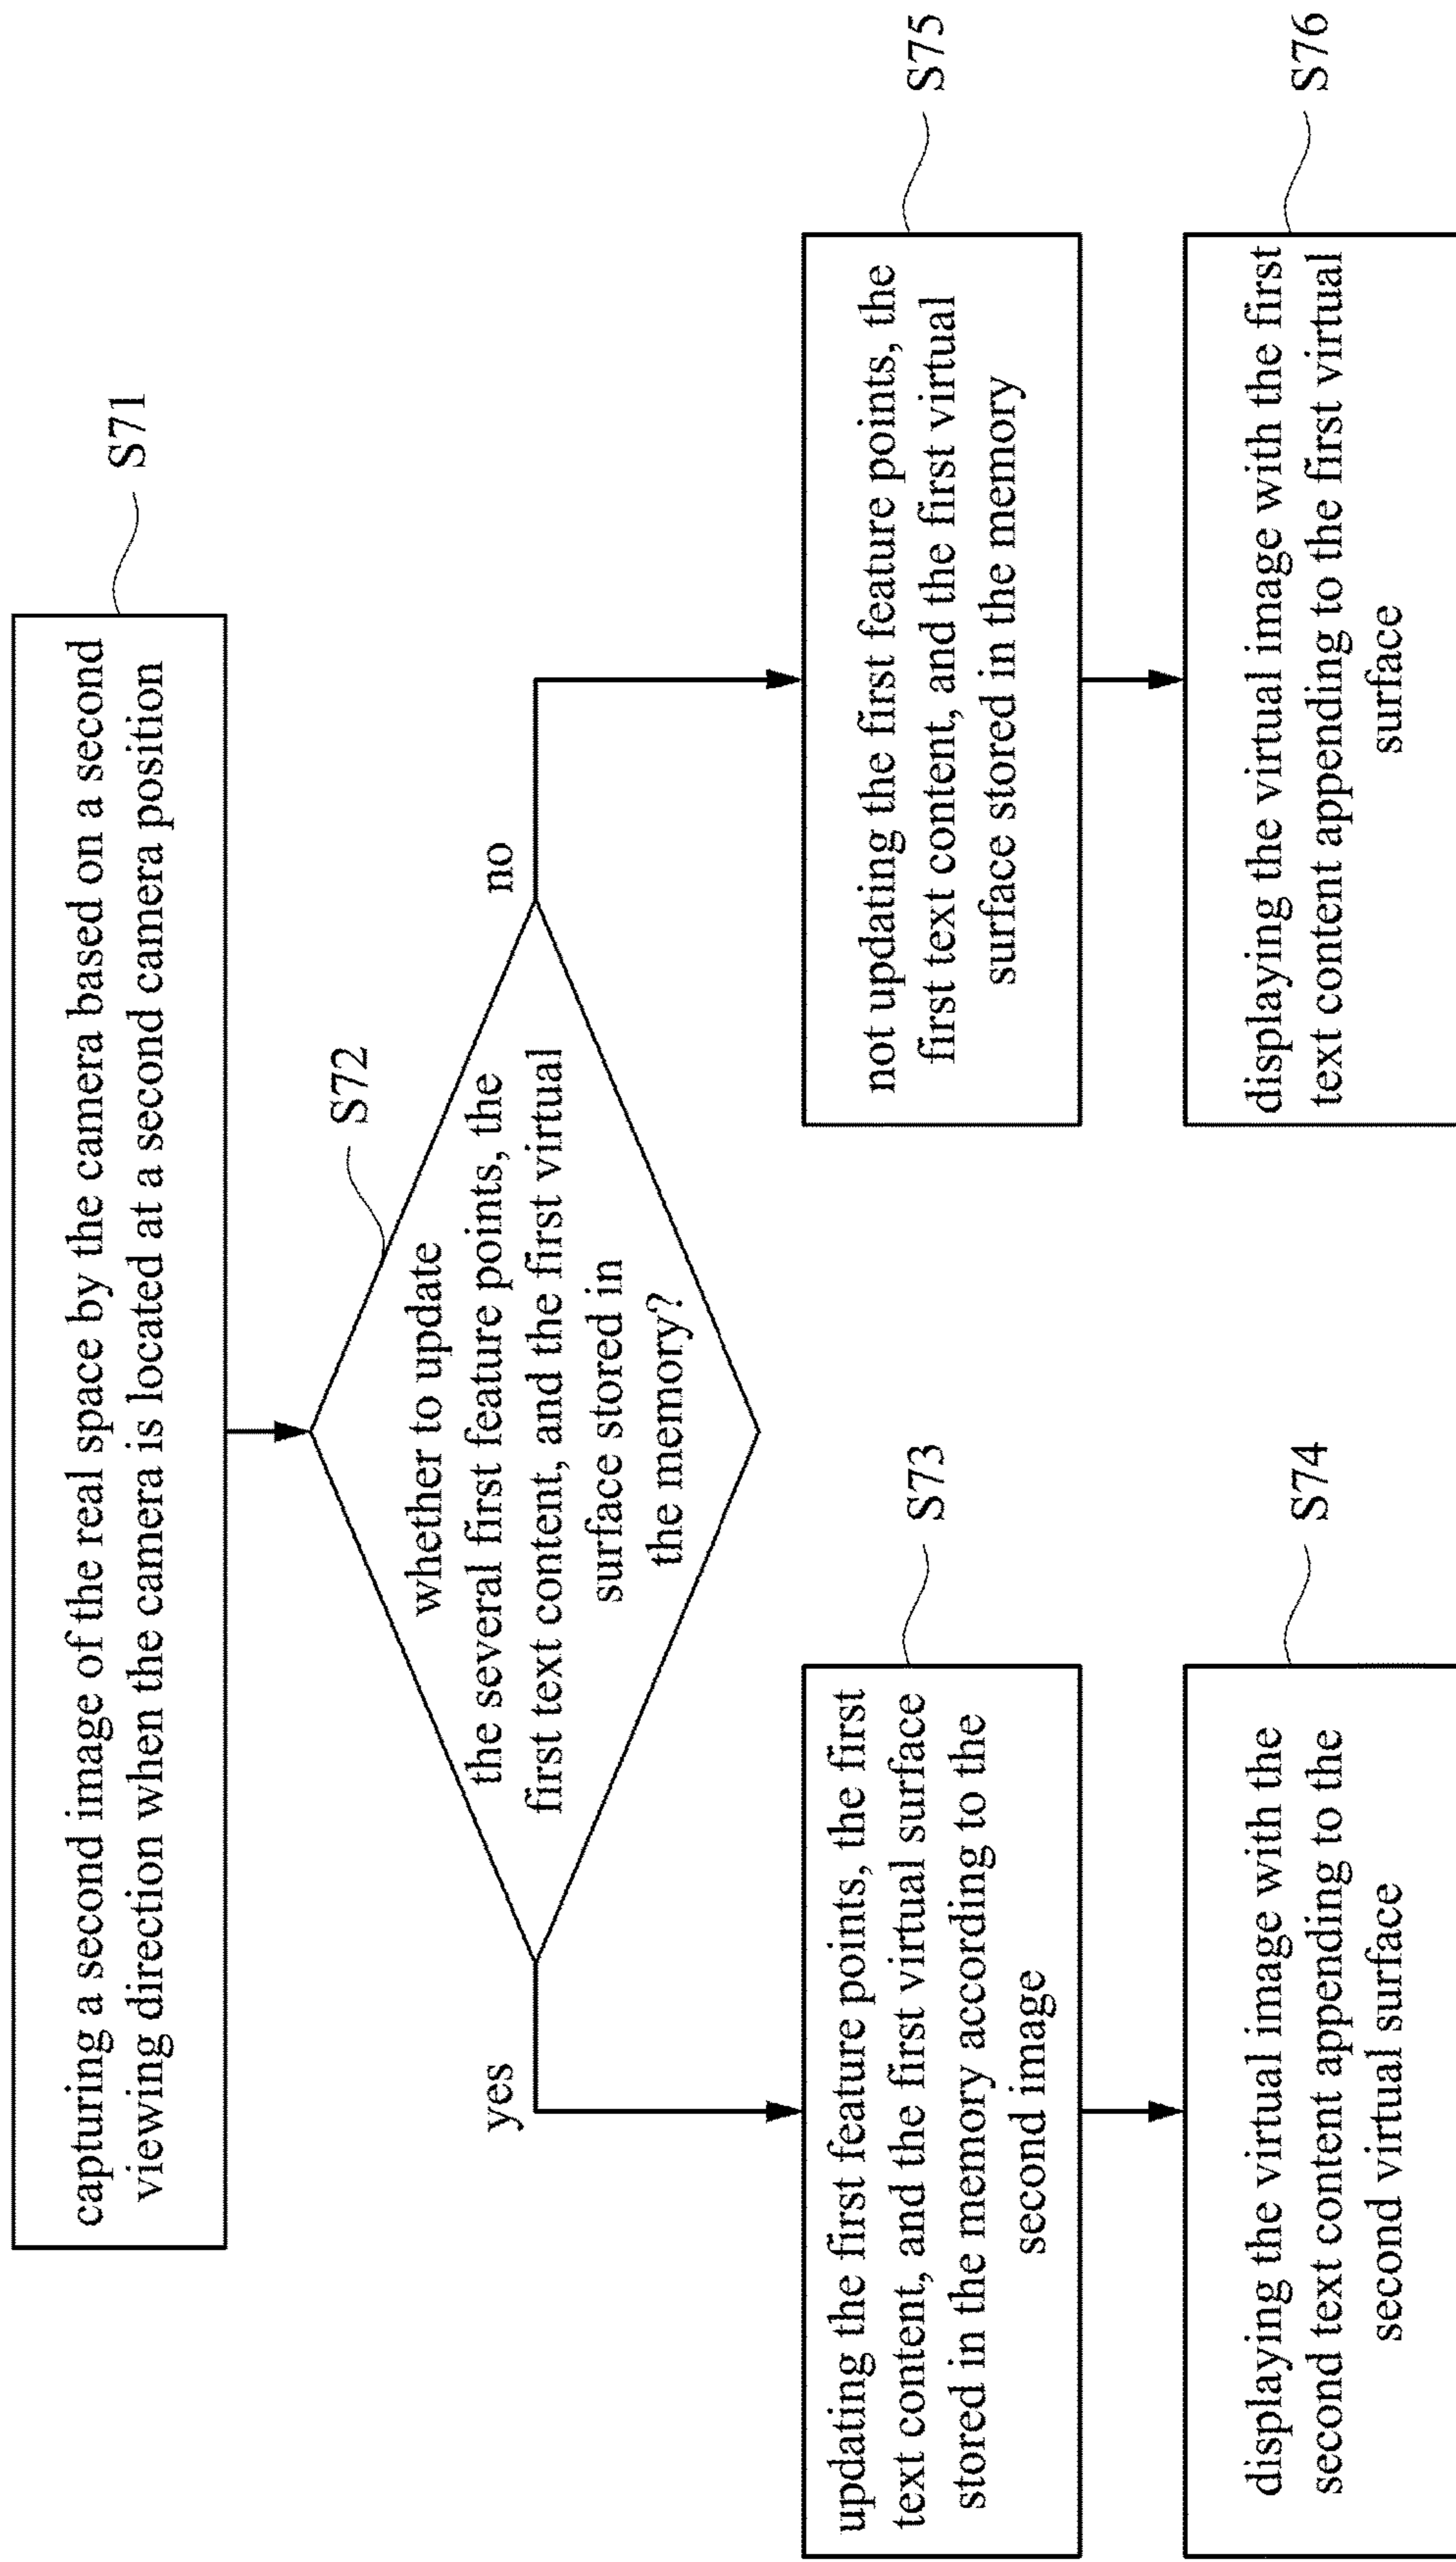 capturing a second image of the real space by the camera based on a second
viewing direction when the camera is located at a second camera position
S71
whether to update
the several first feature points, the
first text content, and the first virtual
surface stored in
the memory?
S72
yes
no
updating the first feature points, the first
text content, and the first virtual surface
stored in the memory according to the
second image
S73
not updating the first feature points, the
first text content, and the first virtual
surface stored in the memory
S75
displaying the virtual image with the
second text content appending to the
second virtual surface
S74
displaying the virtual image with the first
text content appending to the first virtual
surface
S76